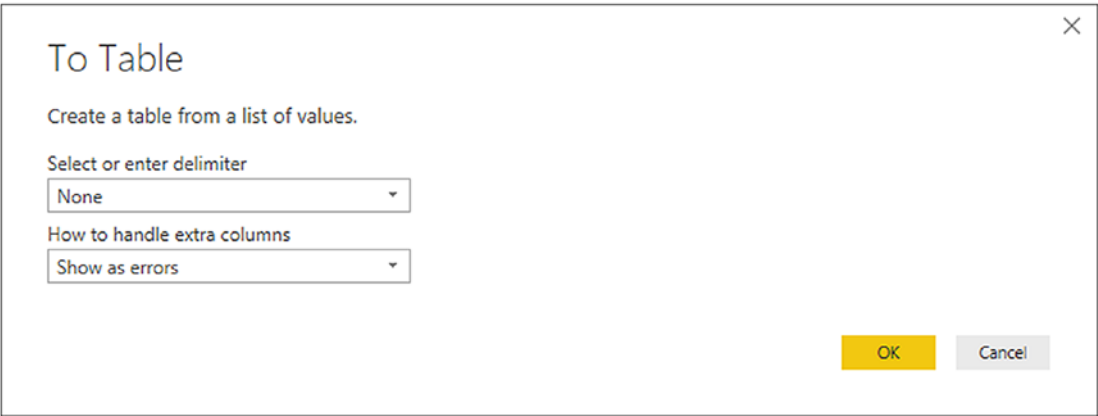 To Table
Create a table from a list of values.
Select or enter delimiter
None
How to handle extra columns
Show as errors
OK
Cancel